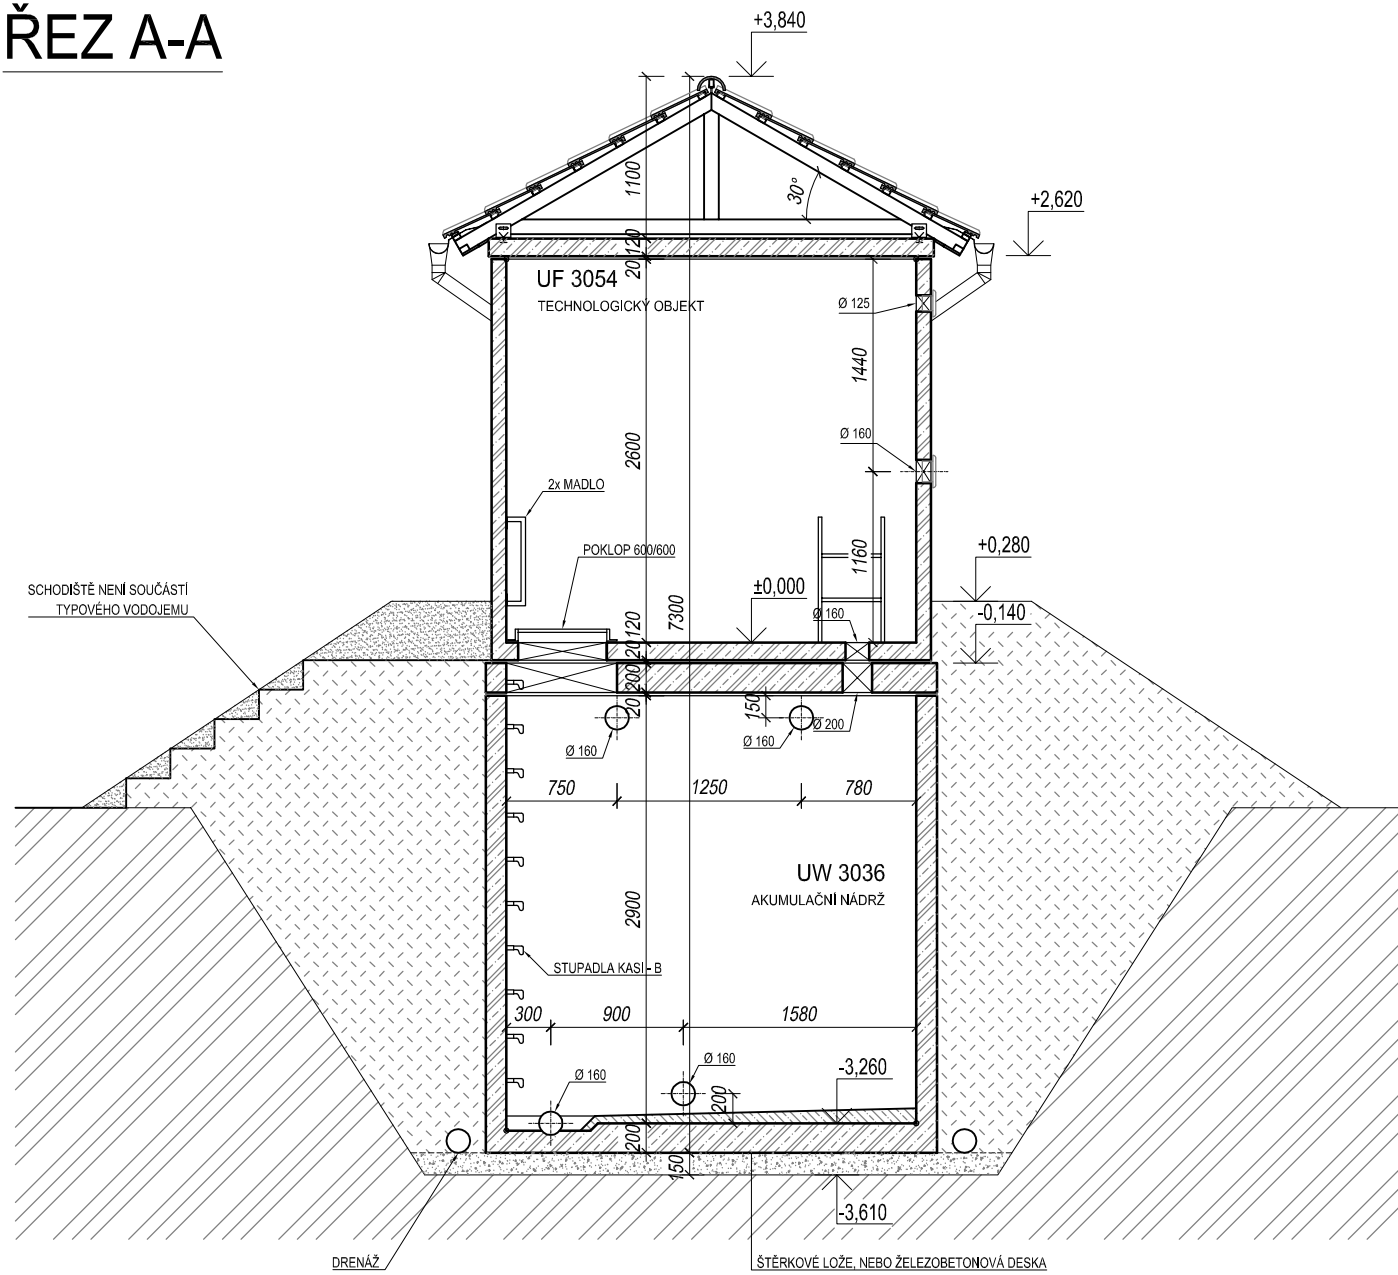 ŘEZ A-A
+3,840
1100
30°
+2,620
120
20
UF 3054
TECHNOLOGICKÝ OBJEKT
Ø 125
1440
2600
Ø 160
2x MADLO
POKLOP 600/600
1160
+0,280
SCHODIŠTĚ NENÍ SOUČÁSTÍ
TYPOVÉHO VODOJEMU
±0,000
7300
Ø 160
-0,140
120
20
200
20
150
Ø 160
Ø 160
Ø 200
750
1250
780
UW 3036
AKUMULAČNÍ NÁDRŽ
2900
STUPADLA KASI - B
300
900
1580
Ø 160
Ø 160
-3,260
200
200
150
-3,610
DRENÁŽ
ŠTĚRKOVÉ LOŽE, NEBO ŽELEZOBETONOVÁ DESKA